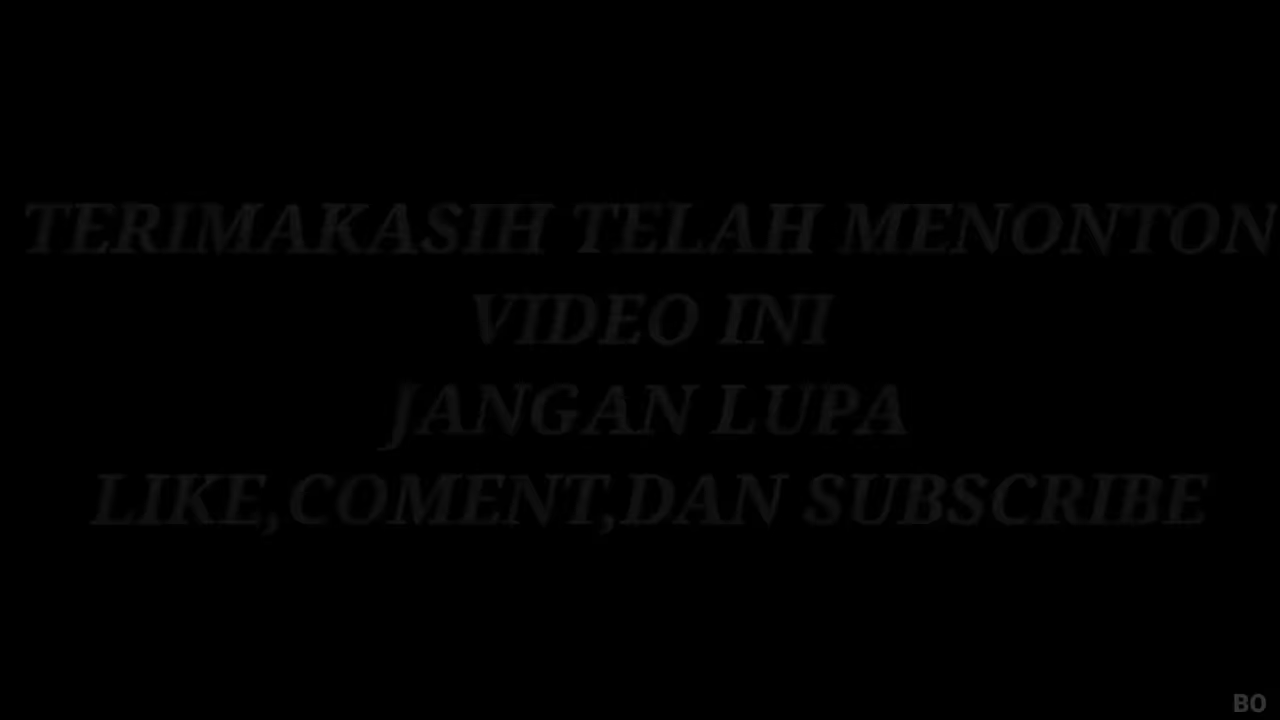 TERIMAKASIH TELAH MENONTON
VIDEO INI
JANGAN LUPA
LIKE,COMENT,DAN SUBSCRIBE
BO